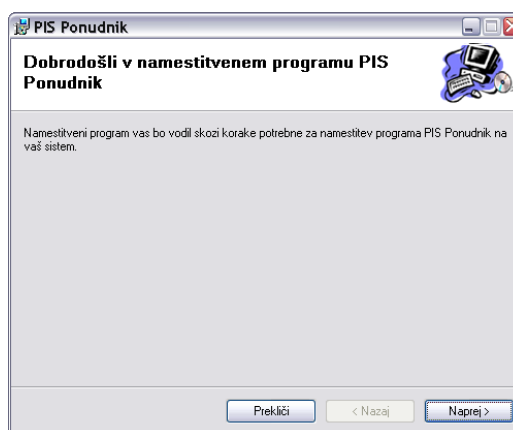 PIS Ponudnik
Dobrodošli v namestitvenem programu PIS
Ponudnik
Namestitveni program vas bo vodil skozi korake potrebne za namestitev programa PIS Ponudnik na
vaš sistem.
Prekliči
< Nazaj
Naprej >